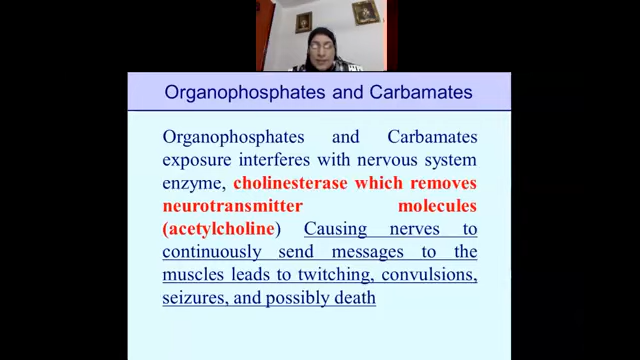 Organophosphates and Carbamates
Organophosphates and Carbamates
exposure interferes with nervous system
enzyme, cholinesterase which removes
neurotransmitter molecules
(acetylcholine) Causing nerves to
continuously send messages to the
muscles leads to twitching, convulsions,
seizures, and possibly death